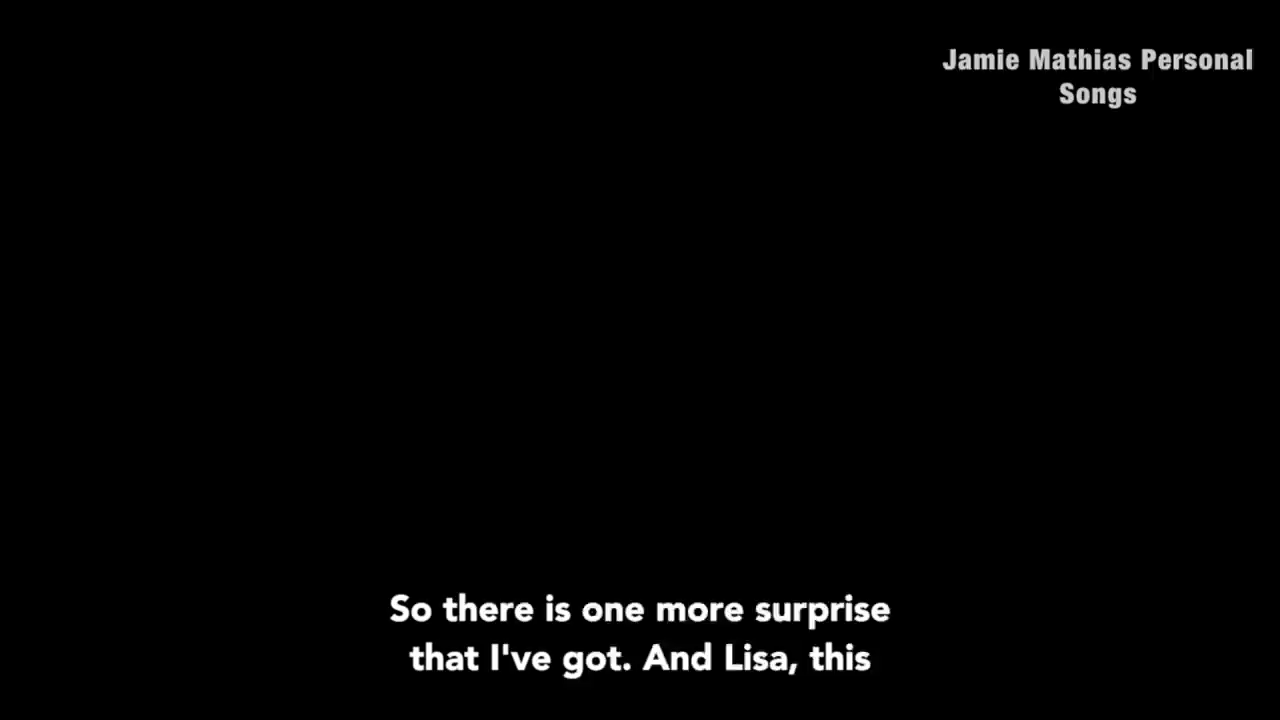 Jamie Mathias Personal
Songs
So there is one more surprise
that I've got. And Lisa, this